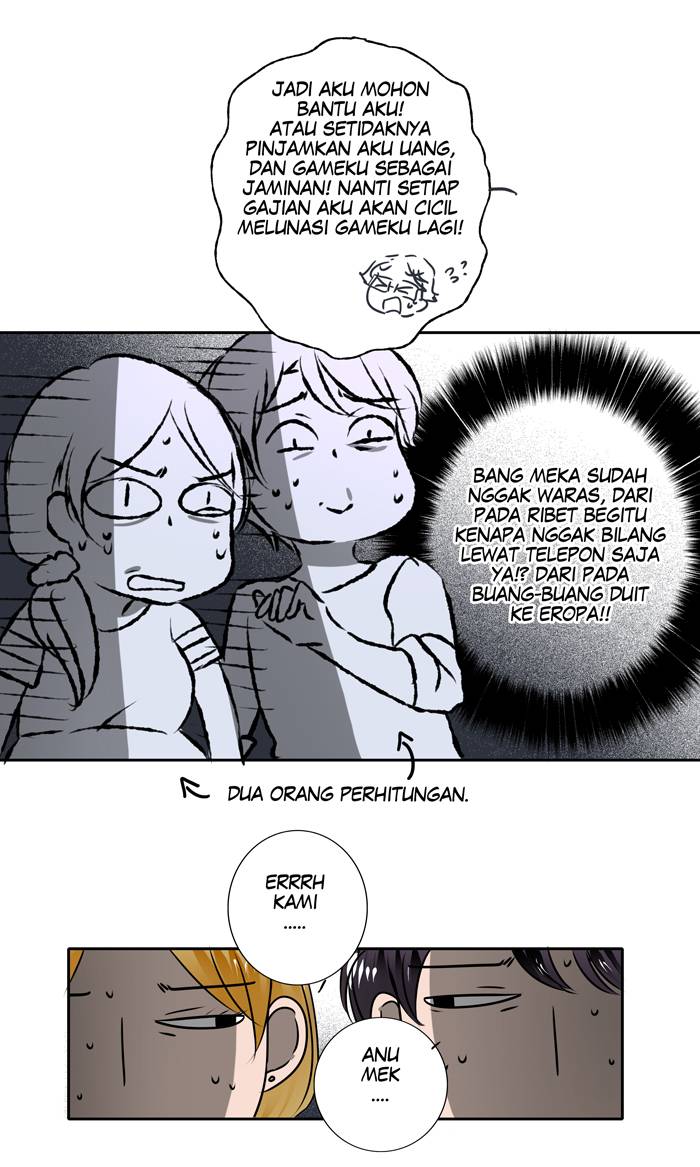 JADI AKU MOHON
BANTU AKU!
ATAU SETIDAKNYA
PINJAMKAN AKU UANG,
DAN GAMEKU SEBAGAI
JAMINAN! NANTI SETIAP
GAJIAN AKU AKAN CICIL
MELUNASI GAMEKU LAGI!
??
BANG MEKA SUDAH
NGGAK WARAS, DARI
PADA RIBET BEGITU
KENAPA NGGAK BILANG
LEWAT TELEPON SAJA
YA!? DARI PADA
BUANG-BUANG DUIT
KE EROPA!!
DUA ORANG PERHITUNGAN.
ERRRH
KAMI
.....
ANU
MEK
....